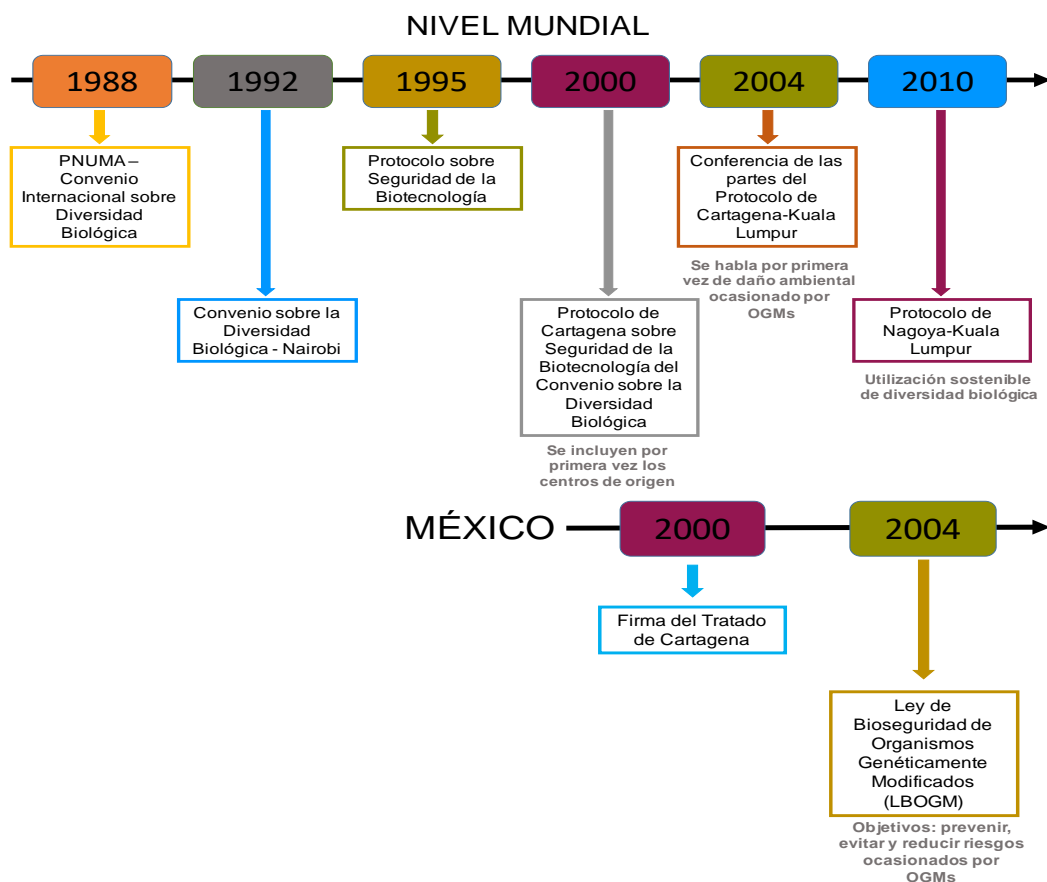 NIVEL MUNDIAL
1988
1992
1995
2000
2004
2010
PNUMA –
Convenio
Internacional sobre
Diversidad
Biológica
Protocolo sobre
Seguridad de la
Biotecnología
Conferencia de las
partes del
Protocolo de
Cartagena-Kuala
Lumpur
Se habla por primera
vez de daño ambiental
ocasionado por
OGMs
Convenio sobre la
Diversidad
Biológica - Nairobi
Protocolo de
Cartagena sobre
Seguridad de la
Biotecnología del
Convenio sobre la
Diversidad
Biológica
Se incluyen por
primera vez los
centros de origen
Protocolo de
Nagoya-Kuala
Lumpur
Utilización sostenible
de diversidad biológica
MÉXICO
2000
2004
Firma del Tratado
de Cartagena
Ley de
Bioseguridad de
Organismos
Genéticamente
Modificados
(LBOGM)
Objetivos: prevenir,
evitar y reducir riesgos
ocasionados por
OGMs